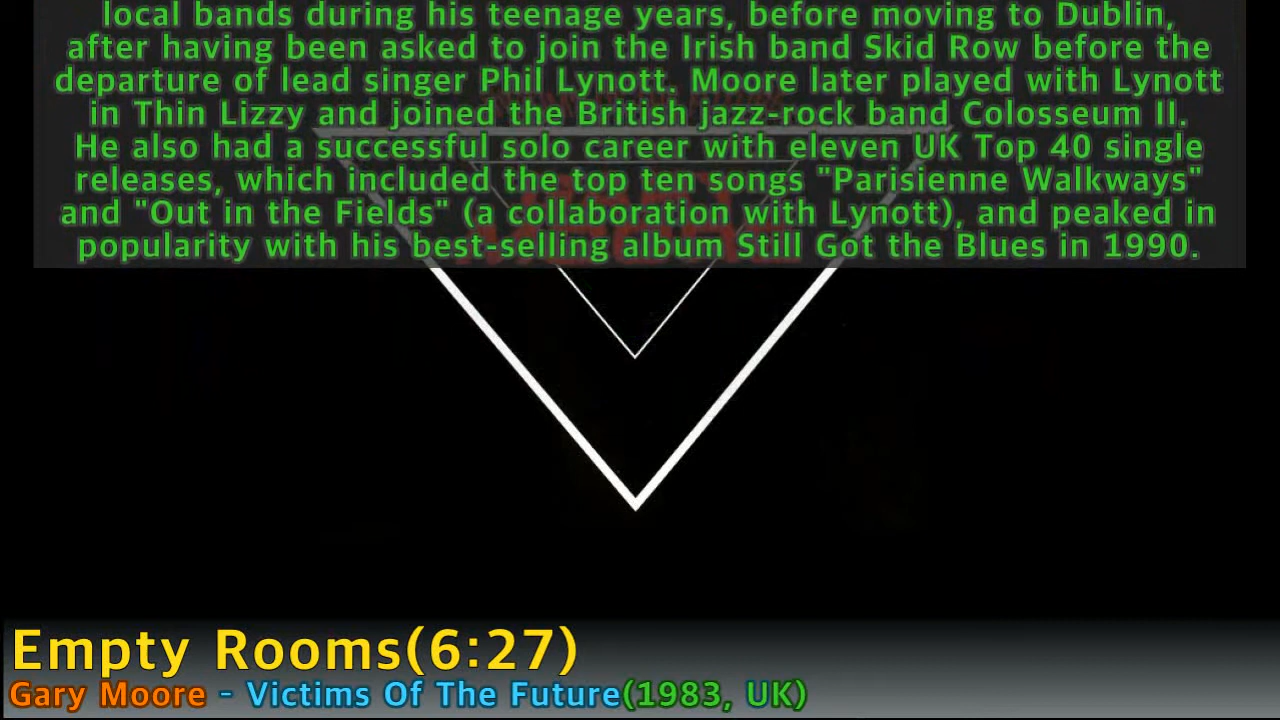 local bands during his teenage years, before moving to Dublin,
after having been asked to join the Irish band Skid Row before the
departure of lead singer Phil Lynott. Moore later played with Lynott
in Thin Lizzy and joined the British jazz-rock band Colosseum II.
He also had a successful solo career with eleven UK Top 40 single
releases, which included the top ten songs "Parisienne Walkways"
and "Out in the Fields" (a collaboration with Lynott), and peaked in
popularity with his best-selling album Still Got the Blues in 1990.
Empty Rooms(6:27)
Gary Moore - Victims Of The Future(1983, UK)